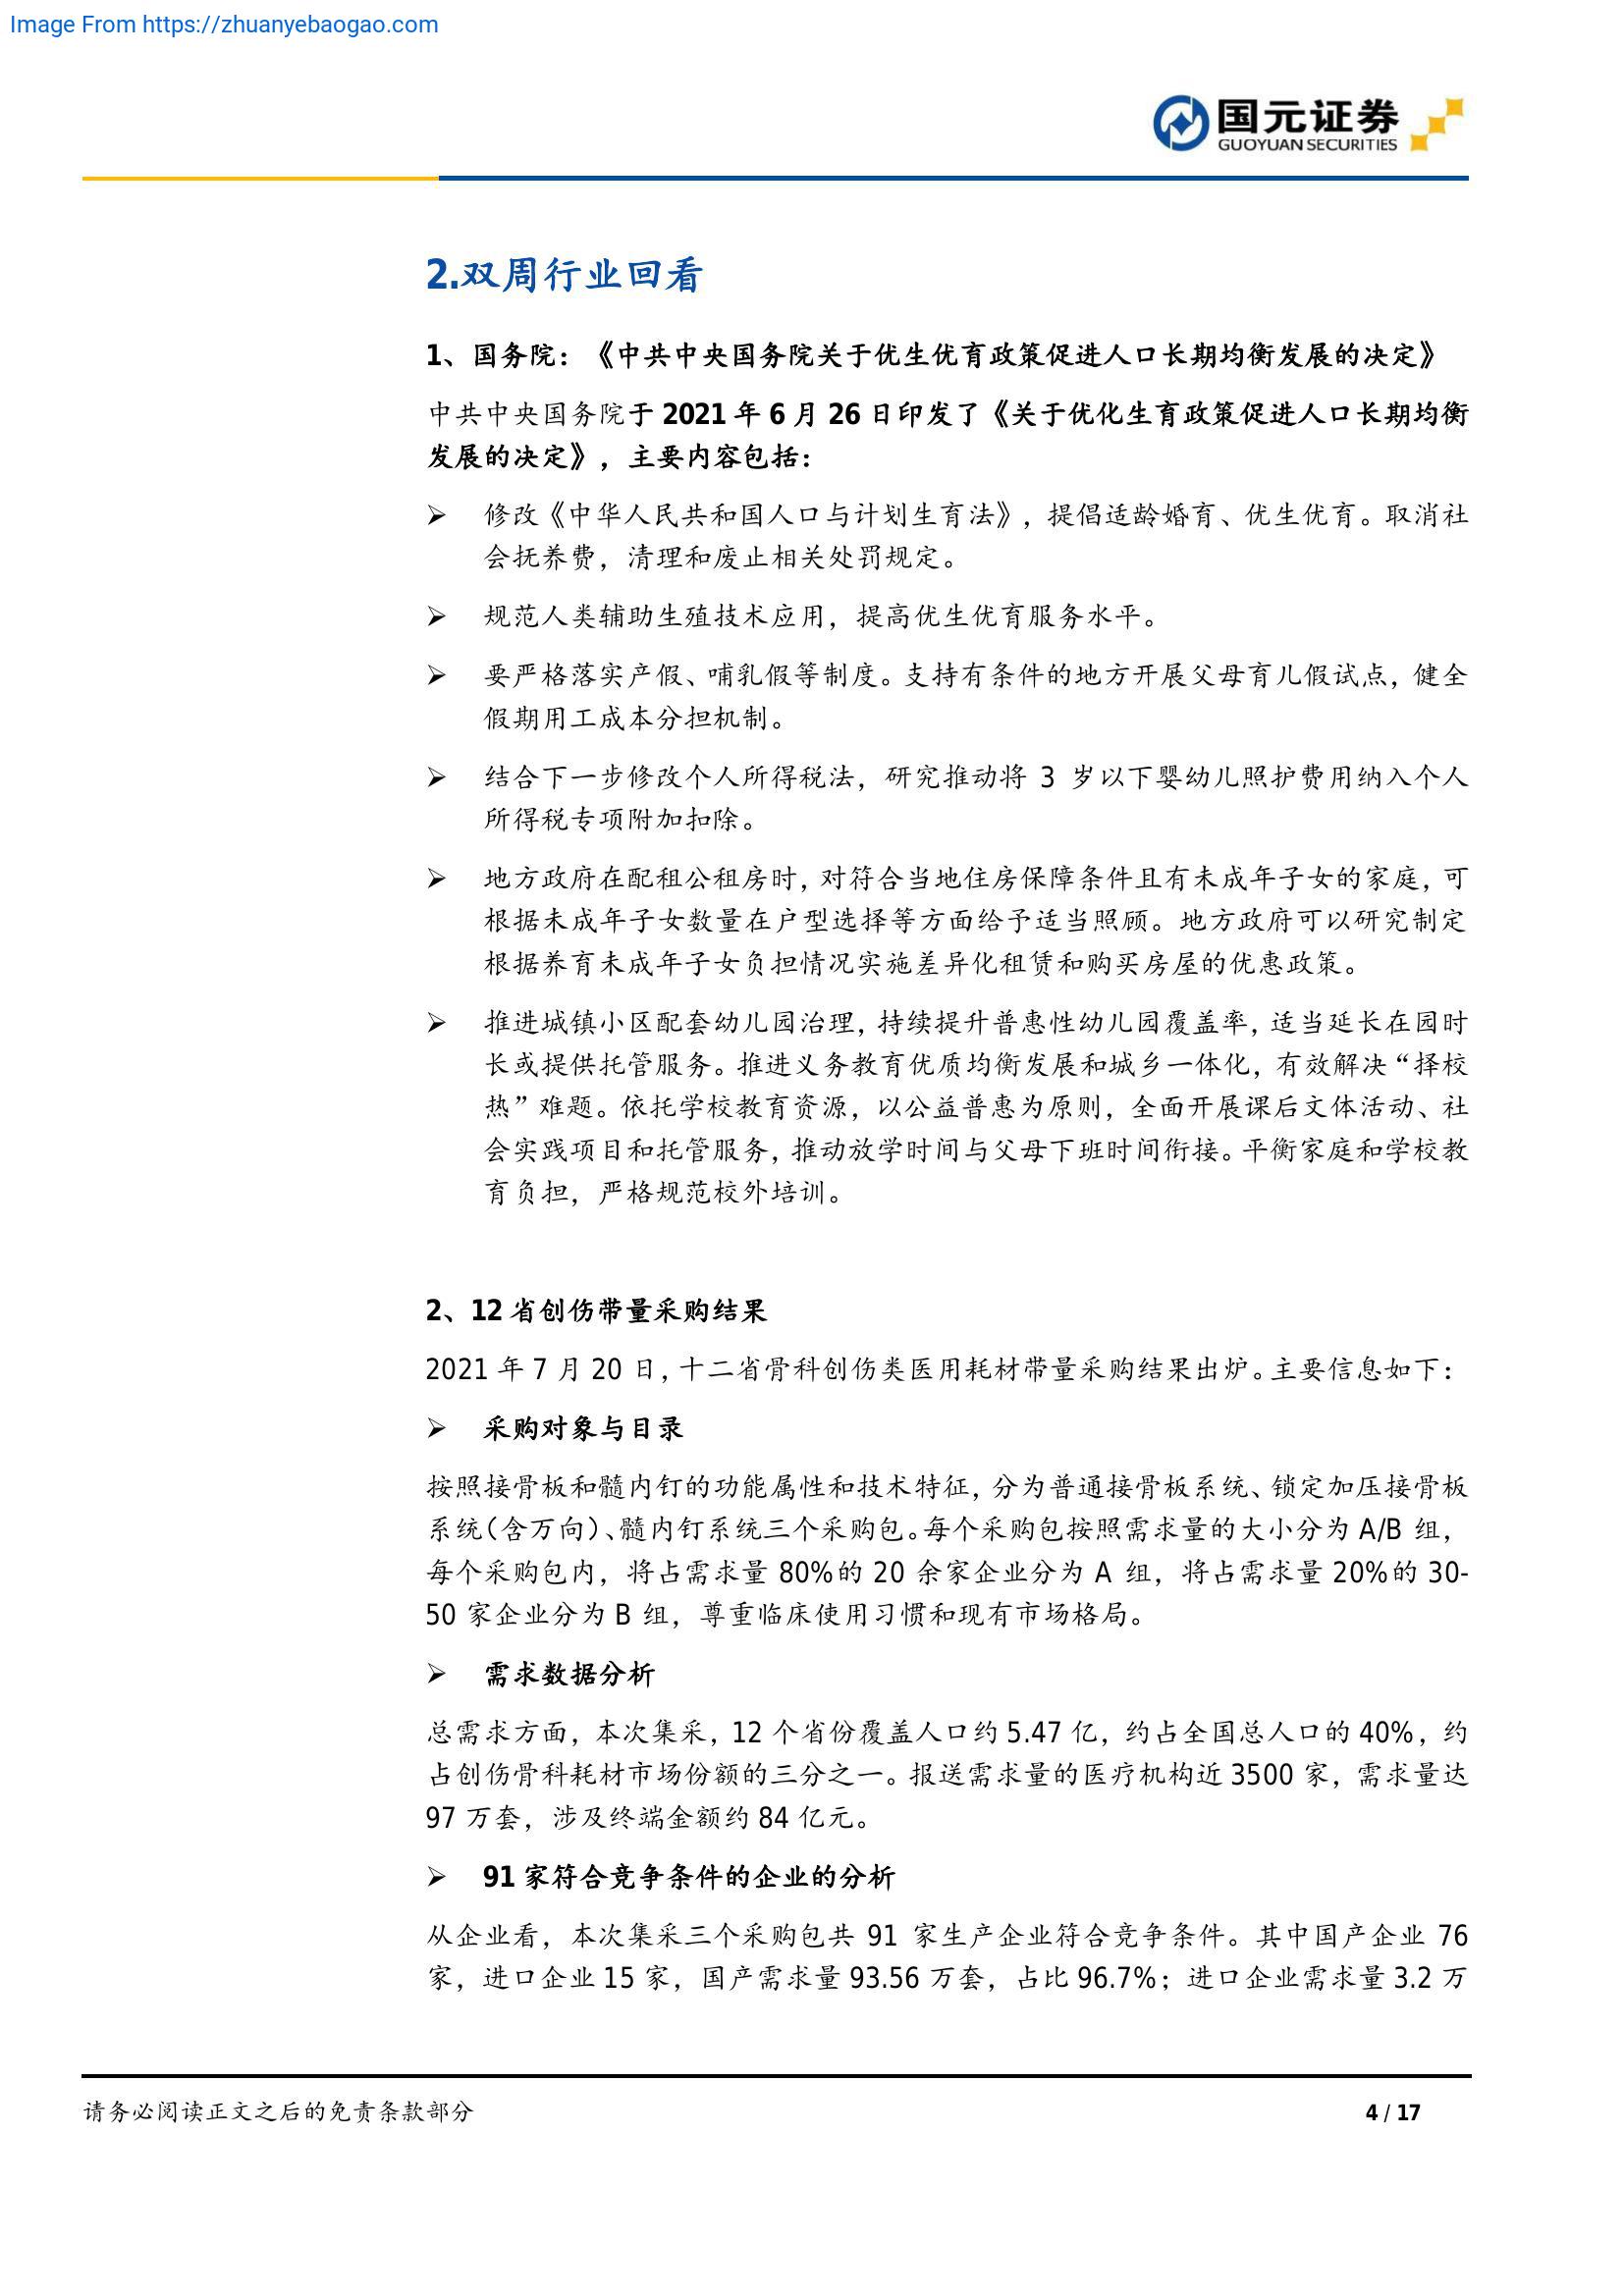 Image From https://zhuanyebaogao.com
国元证券
GUOYUAN SECURITIES
2.双周行业回看
1、国务院：《中共中央国务院关于优生优育政策促进人口长期均衡发展的决定》
中共中央国务院于 2021 年 6 月 26 日印发了《关于优化生育政策促进人口长期均衡
发展的决定》，主要内容包括：
➢ 修改《中华人民共和国人口与计划生育法》，提倡适龄婚育、优生优育。取消社
会抚养费，清理和废止相关处罚规定。
➢ 规范人类辅助生殖技术应用，提高优生优育服务水平。
➢ 要严格落实产假、哺乳假等制度。支持有条件的地方开展父母育儿假试点，健全
假期用工成本分担机制。
➢ 结合下一步修改个人所得税法，研究推动将 3 岁以下婴幼儿照护费用纳入个人
所得税专项附加扣除。
➢ 地方政府在配租公租房时，对符合当地住房保障条件且有未成年子女的家庭，可
根据未成年子女数量在户型选择等方面给予适当照顾。地方政府可以研究制定
根据养育未成年子女负担情况实施差异化租赁和购买房屋的优惠政策。
➢ 推进城镇小区配套幼儿园治理，持续提升普惠性幼儿园覆盖率，适当延长在园时
长或提供托管服务。推进义务教育优质均衡发展和城乡一体化，有效解决“择校
热”难题。依托学校教育资源，以公益普惠为原则，全面开展课后文体活动、社
会实践项目和托管服务，推动放学时间与父母下班时间衔接。平衡家庭和学校教
育负担，严格规范校外培训。
2、12 省创伤带量采购结果
2021 年 7 月 20 日，十二省骨科创伤类医用耗材带量采购结果出炉。主要信息如下：
➢ 采购对象与目录
按照接骨板和髓内钉的功能属性和技术特征，分为普通接骨板系统、锁定加压接骨板
系统（含万向）、髓内钉系统三个采购包。每个采购包按照需求量的大小分为 A/B 组，
每个采购包内，将占需求量 80%的 20 余家企业分为 A 组，将占需求量 20%的 30-
50 家企业分为 B 组，尊重临床使用习惯和现有市场格局。
➢ 需求数据分析
总需求方面，本次集采，12 个省份覆盖人口约 5.47 亿，约占全国总人口的 40%，约
占创伤骨科耗材市场份额的三分之一。报送需求量的医疗机构近 3500 家，需求量达
97 万套，涉及终端金额约 84 亿元。
➢ 91 家符合竞争条件的企业的分析
从企业看，本次集采三个采购包共 91 家生产企业符合竞争条件。其中国产企业 76
家，进口企业 15 家，国产需求量 93.56 万套，占比 96.7%；进口企业需求量 3.2 万
请务必阅读正文之后的免责条款部分
4 / 17